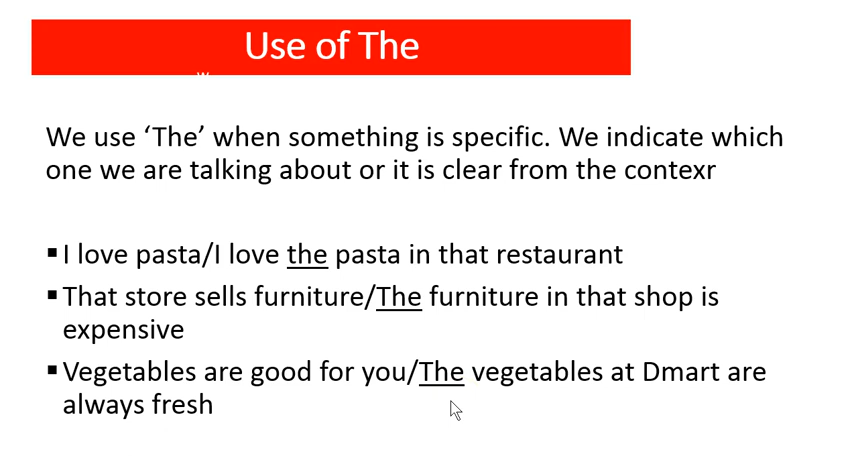 Use of The
w
We use ‘The’ when something is specific. We indicate which
one we are talking about or it is clear from the contexr
▪ I love pasta/I love the pasta in that restaurant
▪ That store sells furniture/The furniture in that shop is
expensive
▪ Vegetables are good for you/The vegetables at Dmart are
always fresh